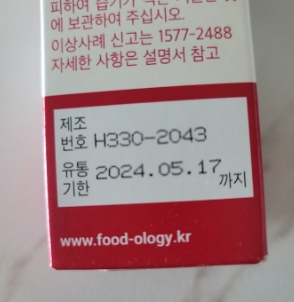 에 보관하여 주십시오.
이상사례 신고는 1577-2488
자세한 사항은 설명서 참고
제조
번호 H330-2043
유통
기한 2024.05.17 까지
www.food-ology.kr